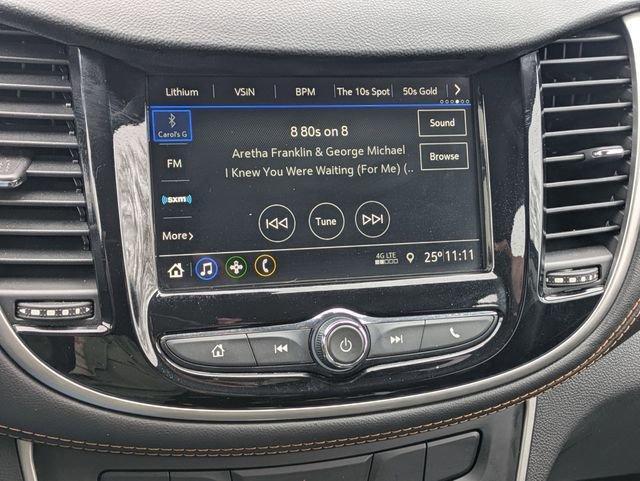 Lithium VSiN BPM The 10s Spot 50s Gold
Carol's G
8 80s on 8
Sound
Aretha Franklin & George Michael
FM
Browse
I Knew You Were Waiting (For Me) (..
((sxm))
Tune
More
4G LTE
25° 11:11